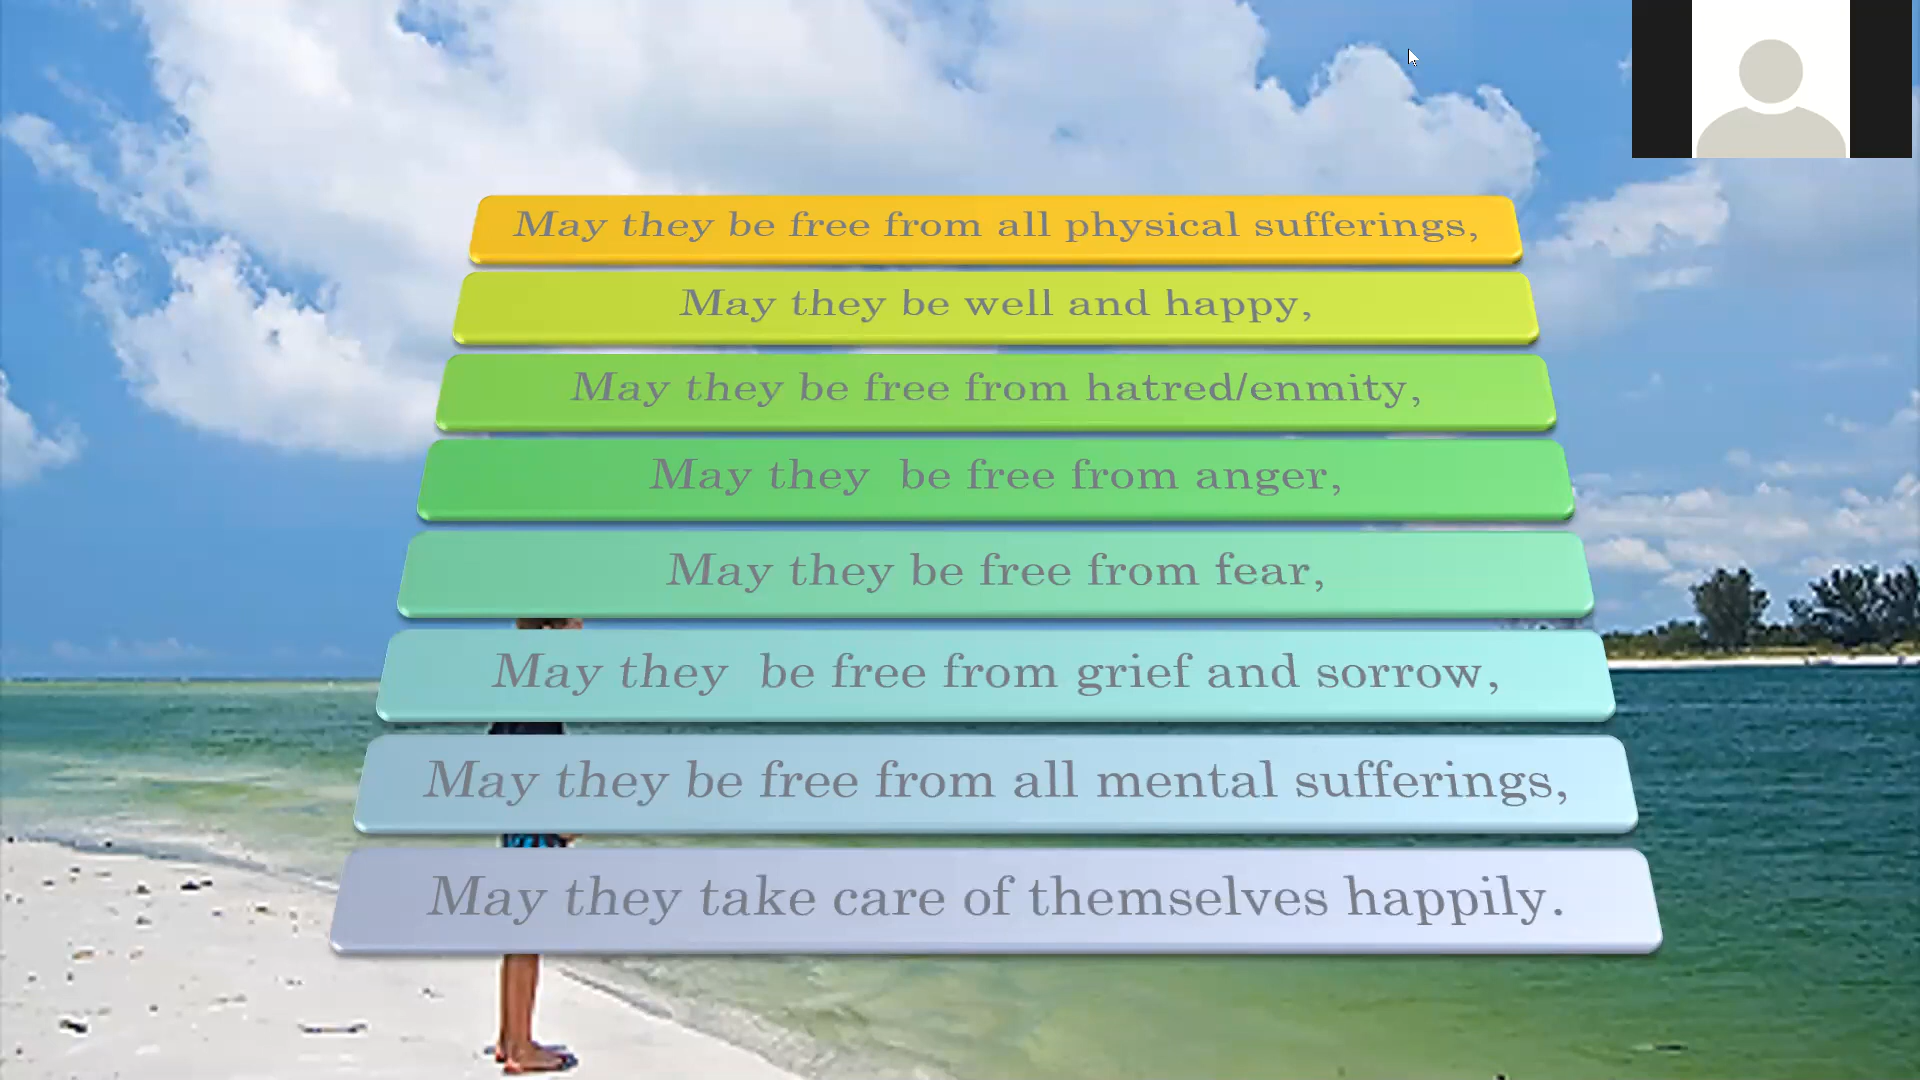 May they be free from all physical sufferings,
May they be well and happy,
May they be free from hatred/enmity,
May they be free from anger,
May they be free from fear,
May they be free from grief and sorrow,
May they be free from all mental sufferings,
May they take care of themselves happily.